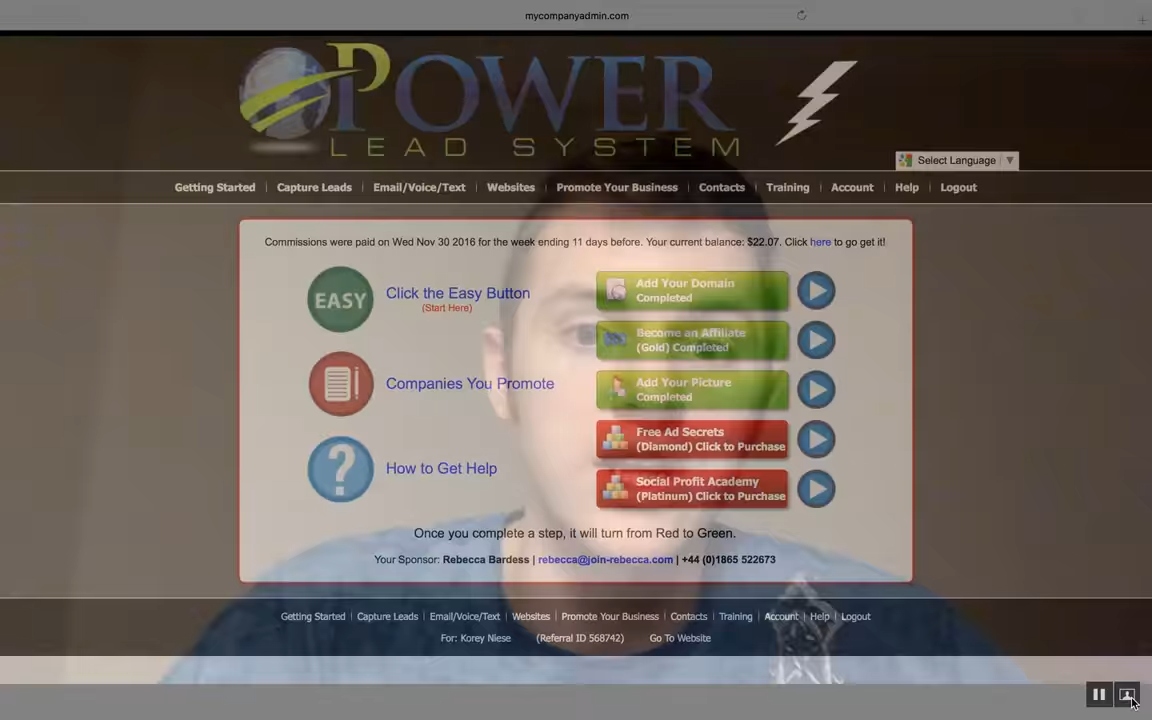 mycompanyadmin.com
POWER
LEAD SYSTEM
Select Language ▼
Getting Started | Capture Leads | Email/Voice/Text | Websites | Promote Your Business | Contacts | Training | Account | Help | Logout
Commissions were paid on Wed Nov 30 2016 for the week ending 11 days before. Your current balance: $22.07. Click here to go get it!
EASY
Click the Easy Button
(Start Here)
Companies You Promote
?
How to Get Help
Add Your Domain
Completed
Become an Affiliate
(Gold) Completed
Add Your Picture
Completed
Free Ad Secrets
(Diamond) Click to Purchase
Social Profit Academy
(Platinum) Click to Purchase
Once you complete a step, it will turn from Red to Green.
Your Sponsor: Rebecca Bardess | rebecca@join-rebecca.com | +44 (0)1865 522673
Getting Started | Capture Leads | Email/Voice/Text | Websites | Promote Your Business | Contacts | Training | Account | Help | Logout
For: Korey Niese (Referral ID 568742) Go To Website